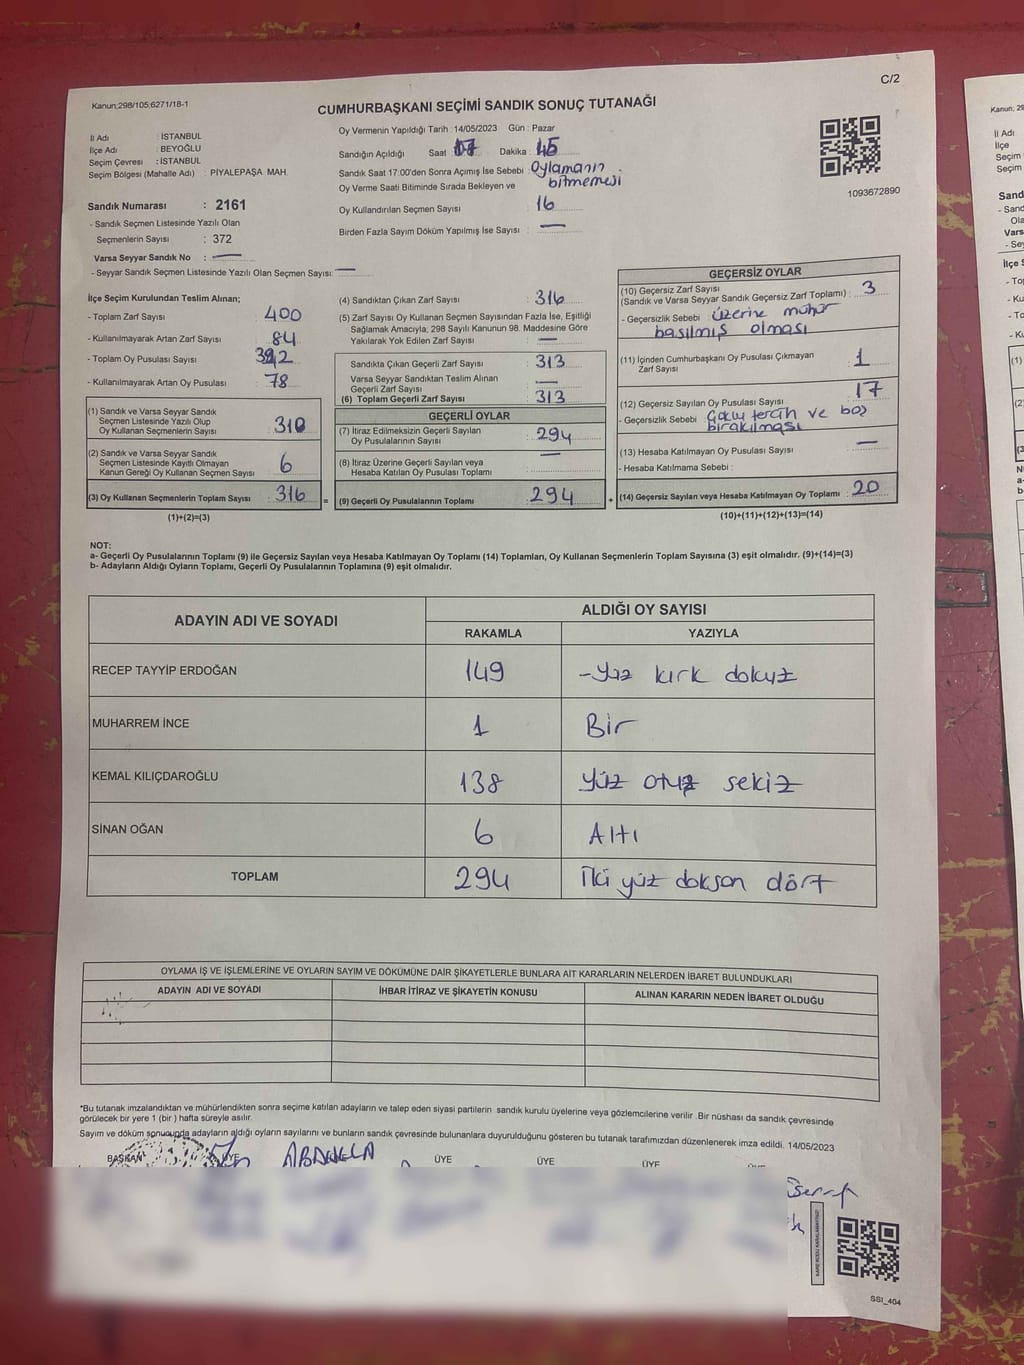 C/2
Kanun;298/105;6271/18-1
CUMHURBAŞKANI SEÇİMİ SANDIK SONUÇ TUTANAĞI
İl Adı : İSTANBUL
İlçe Adı : BEYOĞLU
Seçim Çevresi : İSTANBUL
Seçim Bölgesi (Mahalle Adı) : PİYALEPAŞA MAH.
Sandık Numarası : 2161
- Sandık Seçmen Listesinde Yazılı Olan
Seçmenlerin Sayısı : 372
Varsa Seyyar Sandık No : —
- Seyyar Sandık Seçmen Listesinde Yazılı Olan Seçmen Sayısı: —
Oy Vermenin Yapıldığı Tarih : 14/05/2023 Gün : Pazar
Sandığın Açıldığı Saat 17 Dakika : 45
Sandık Saat 17:00'den Sonra Açımış İse Sebebi : Oylamanın
bitmemesi
Oy Verme Saati Bitiminde Sırada Bekleyen ve
Oy Kullandırılan Seçmen Sayısı : 16
Birden Fazla Sayım Döküm Yapılmış İse Sayısı : —
1093672890
İlçe Seçim Kurulundan Teslim Alınan;
- Toplam Zarf Sayısı : 400
- Kullanılmayarak Artan Zarf Sayısı : 84
- Toplam Oy Pusulası Sayısı : 392
- Kullanılmayarak Artan Oy Pusulası : 78
(1) Sandık ve Varsa Seyyar Sandık
Seçmen Listesinde Yazılı Olup
Oy Kullanan Seçmenlerin Sayısı : 310
(2) Sandık ve Varsa Seyyar Sandık
Seçmen Listesinde Kayıtlı Olmayan
Kanun Gereği Oy Kullanan Seçmen Sayısı : 6
(3) Oy Kullanan Seçmenlerin Toplam Sayısı : 316
(1)+(2)=(3)
(4) Sandıktan Çıkan Zarf Sayısı : 316
(5) Zarf Sayısı Oy Kullanan Seçmen Sayısından Fazla İse, Eşitliği
Sağlamak Amacıyla; 298 Sayılı Kanunun 98. Maddesine Göre
Yakılarak Yok Edilen Zarf Sayısı : —
Sandıkta Çıkan Geçerli Zarf Sayısı : 313
Varsa Seyyar Sandıktan Teslim Alınan
Geçerli Zarf Sayısı : —
(6) Toplam Geçerli Zarf Sayısı : 313
GEÇERLİ OYLAR
(7) İtiraz Edilmeksizin Geçerli Sayılan
Oy Pusulalarının Sayısı : 294
(8) İtiraz Üzerine Geçerli Sayılan veya
Hesaba Katılan Oy Pusulası Toplamı : —
= (9) Geçerli Oy Pusulalarının Toplamı : 294 +
GEÇERSİZ OYLAR
(10) Geçersiz Zarf Sayısı
(Sandık ve Varsa Seyyar Sandık Geçersiz Zarf Toplamı) : 3
- Geçersizlik Sebebi : Üzerine mühür
basılmış olması
(11) İçinden Cumhurbaşkanı Oy Pusulası Çıkmayan
Zarf Sayısı : 1
(12) Geçersiz Sayılan Oy Pusulası Sayısı : 17
- Geçersizlik Sebebi : Çoklu tercih ve boş
bırakılması
(13) Hesaba Katılmayan Oy Pusulası Sayısı : —
- Hesaba Katılmama Sebebi :
(14) Geçersiz Sayılan veya Hesaba Katılmayan Oy Toplamı : 20
(10)+(11)+(12)+(13)=(14)
NOT:
a- Geçerli Oy Pusulalarının Toplamı (9) ile Geçersiz Sayılan veya Hesaba Katılmayan Oy Toplamı (14) Toplamları, Oy Kullanan Seçmenlerin Toplam Sayısına (3) eşit olmalıdır. (9)+(14)=(3)
b- Adayların Aldığı Oyların Toplamı, Geçerli Oy Pusulalarının Toplamına (9) eşit olmalıdır.
ADAYIN ADI VE SOYADI ALDIĞI OY SAYISI
RAKAMLA YAZIYLA
RECEP TAYYİP ERDOĞAN 149 -Yüz kırk dokuz
MUHARREM İNCE 1 Bir
KEMAL KILIÇDAROĞLU 138 yüz otuz sekiz
SİNAN OĞAN 6 Altı
TOPLAM 294 İki yüz doksan dört
OYLAMA İŞ VE İŞLEMLERİNE VE OYLARIN SAYIM VE DÖKÜMÜNE DAİR ŞİKAYETLERLE BUNLARA AİT KARARLARIN NELERDEN İBARET BULUNDUKLARI
ADAYIN ADI VE SOYADI İHBAR İTİRAZ VE ŞİKAYETİN KONUSU ALINAN KARARIN NEDEN İBARET OLDUĞU
*Bu tutanak imzalandıktan ve mühürlendikten sonra seçime katılan adayların ve talep eden siyasi partilerin sandık kurulu üyelerine veya gözlemcilerine verilir .Bir nüshası da sandık çevresinde
görülecek bir yere 1 (bir ) hafta süreyle asılır.
Sayım ve döküm sonucunda adayların aldığı oyların sayılarını ve bunların sandık çevresinde bulunanlara duyurulduğunu gösteren bu tutanak tarafımızdan düzenlenerek imza edildi. 14/05/2023
BAŞKAN ÜYE ÜYE ÜYE ÜYE
SSI_404
Kanun; 29
İl Adı
İlçe
Seçim
Seçim
Sand